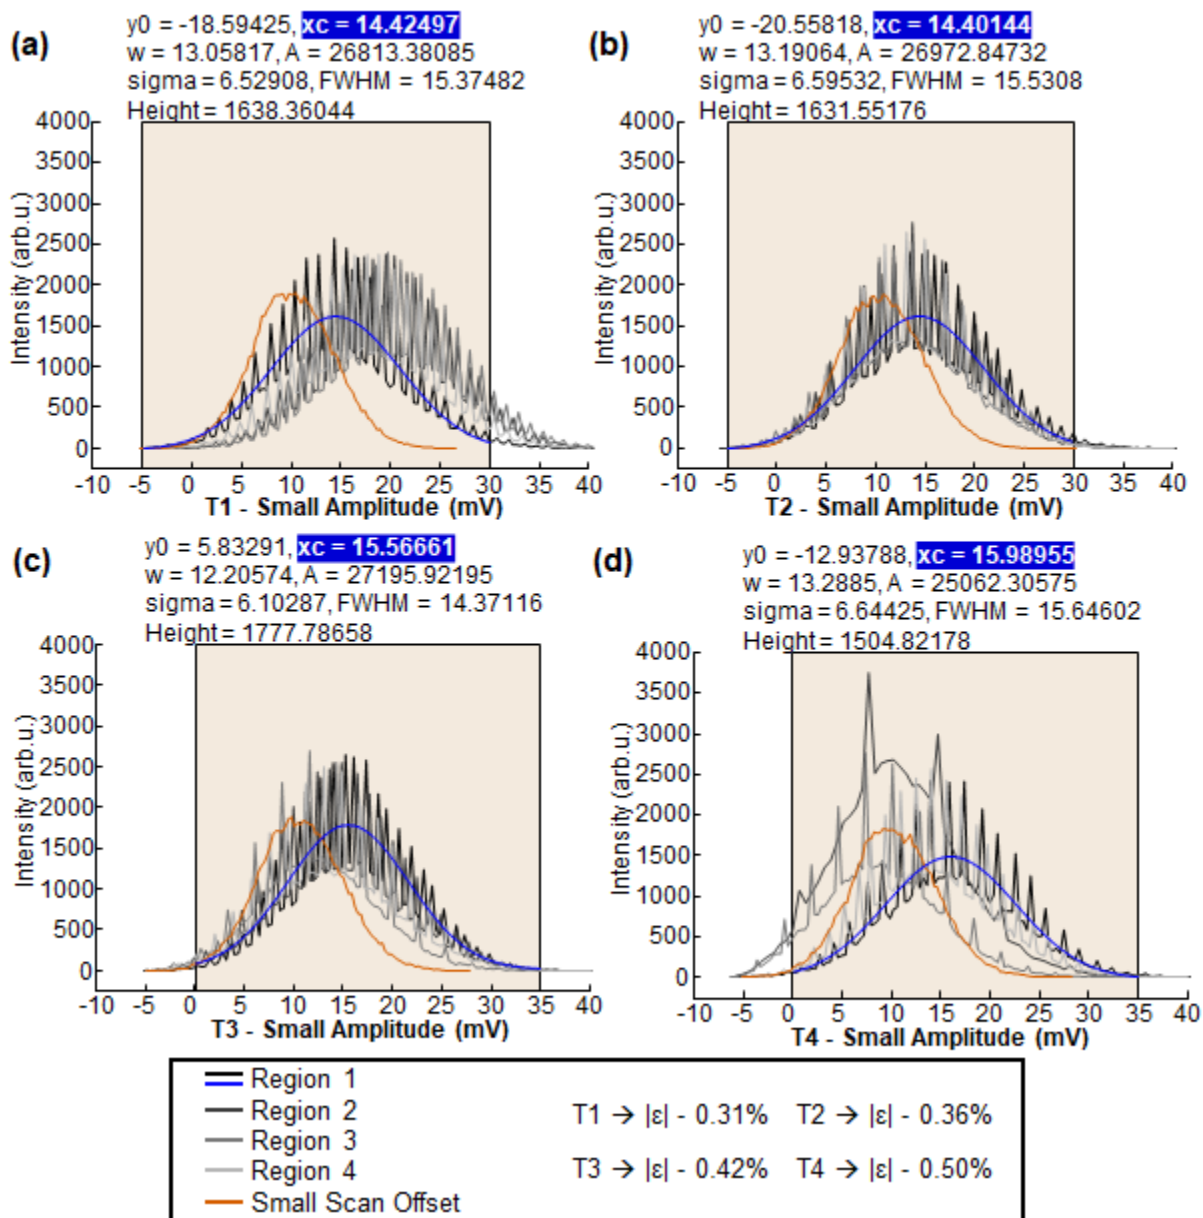 (a)
y0 = -18.59425, xc = 14.42497
w = 13.05817, A = 26813.38085
sigma = 6.52908, FWHM = 15.37482
Height = 1638.36044
4000
3500
3000
2500
2000
1500
1000
500
0
Intensity (arb.u.)
-10 -5 0 5 10 15 20 25 30 35 40
T1 - Small Amplitude (mV)
(b)
y0 = -20.55818, xc = 14.40144
w = 13.19064, A = 26972.84732
sigma = 6.59532, FWHM = 15.5308
Height = 1631.55176
4000
3500
3000
2500
2000
1500
1000
500
0
Intensity (arb.u.)
-10 -5 0 5 10 15 20 25 30 35 40
T2 - Small Amplitude (mV)
(c)
y0 = 5.83291, xc = 15.56661
w = 12.20574, A = 27195.92195
sigma = 6.10287, FWHM = 14.37116
Height = 1777.78658
4000
3500
3000
2500
2000
1500
1000
500
0
Intensity (arb.u.)
-10 -5 0 5 10 15 20 25 30 35 40
T3 - Small Amplitude (mV)
(d)
y0 = -12.93788, xc = 15.98955
w = 13.2885, A = 25062.30575
sigma = 6.64425, FWHM = 15.64602
Height = 1504.82178
4000
3500
3000
2500
2000
1500
1000
500
0
Intensity (arb.u.)
-10 -5 0 5 10 15 20 25 30 35 40
T4 - Small Amplitude (mV)
Region 1
Region 2
Region 3
Region 4
Small Scan Offset
T1 → |ε| - 0.31% T2 → |ε| - 0.36%
T3 → |ε| - 0.42% T4 → |ε| - 0.50%